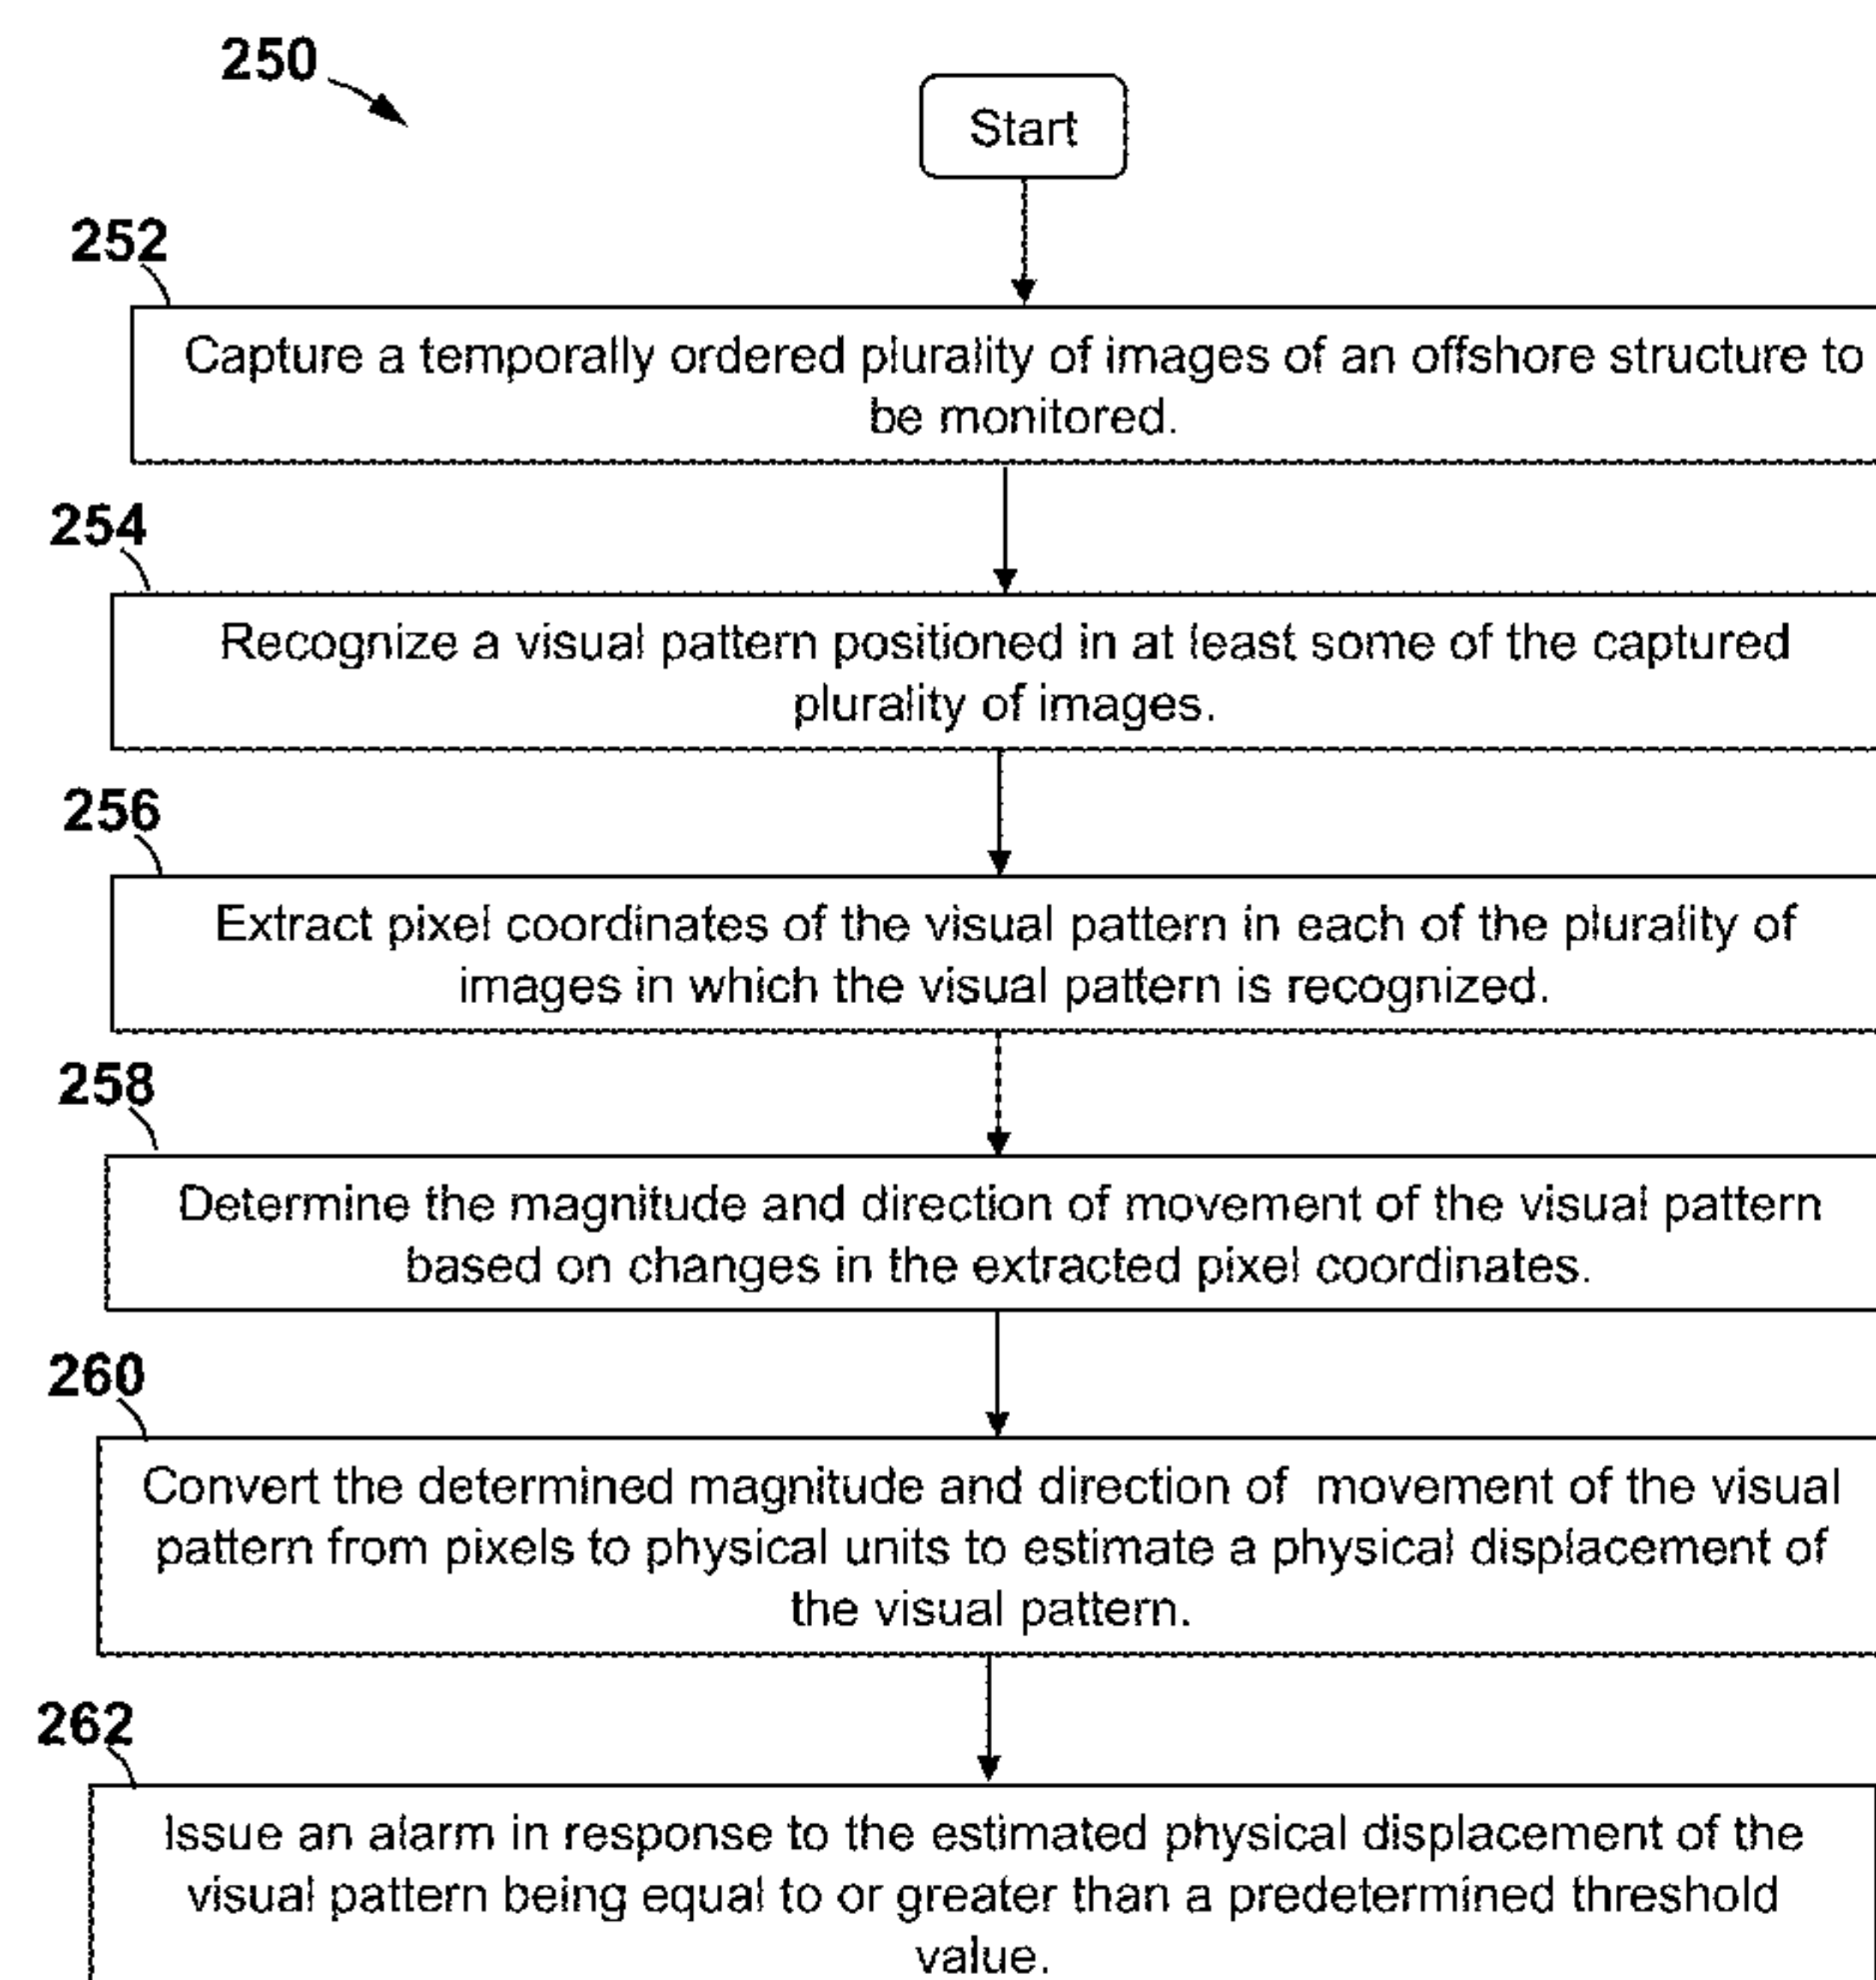 250
Start
252
Capture a temporally ordered plurality of images of an offshore structure to
be monitored.
254
Recognize a visual pattern positioned in at least some of the captured
plurality of images.
256
Extract pixel coordinates of the visual pattern in each of the plurality of
images in which the visual pattern is recognized.
258
Determine the magnitude and direction of movement of the visual pattern
based on changes in the extracted pixel coordinates.
260
Convert the determined magnitude and direction of movement of the visual
pattern from pixels to physical units to estimate a physical displacement of
the visual pattern.
262
Issue an alarm in response to the estimated physical displacement of the
visual pattern being equal to or greater than a predetermined threshold
value.